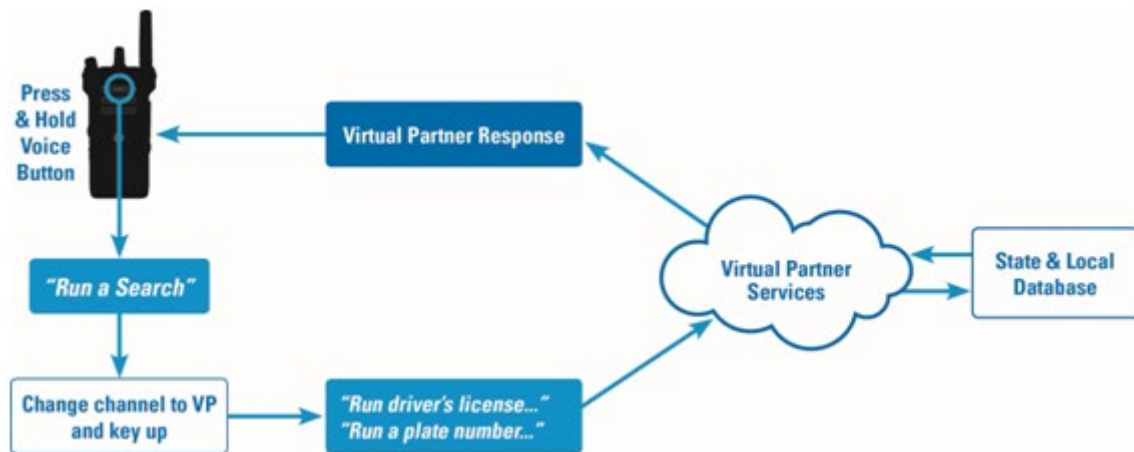 Press
& Hold
Voice
Button
Virtual Partner Response
Virtual Partner
Services
State & Local
Database
“Run a Search”
Change channel to VP
and key up
“Run driver’s license...”
“Run a plate number...”